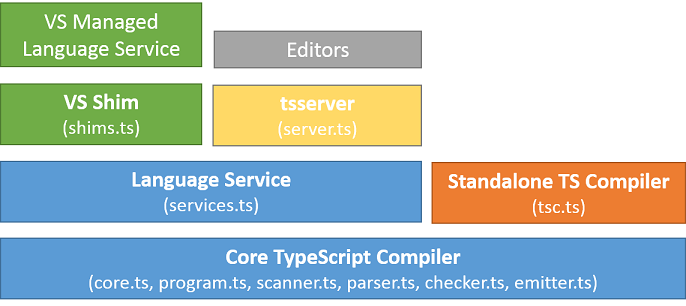 VS Managed
Language Service
Editors
VS Shim
(shims.ts)
tsserver
(server.ts)
Language Service
(services.ts)
Standalone TS Compiler
(tsc.ts)
Core TypeScript Compiler
(core.ts, program.ts, scanner.ts, parser.ts, checker.ts, emitter.ts)